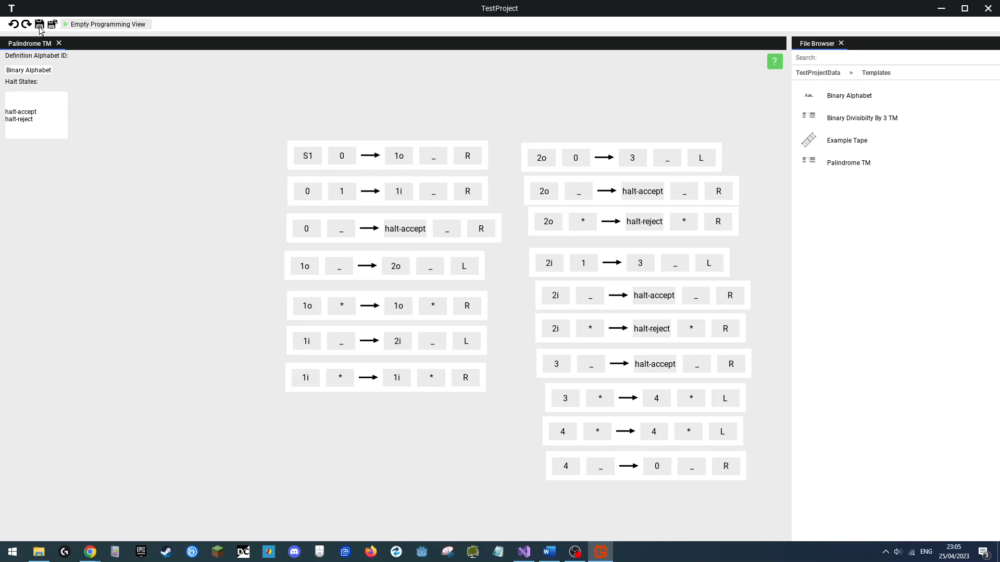 T
TestProject
Empty Programming View
Palindrome TM
File Browser
Definition Alphabet ID:
Binary Alphabet
Halt States:
halt-accept
halt-reject
?
S1 0 1o _ R
0 1 1i _ R
0 _ halt-accept _ R
1o _ 2o _ L
1o * 1o * R
1i _ 2i _ L
1i * 1i * R
2o 0 3 _ L
2o _ halt-accept _ R
2o * halt-reject * R
2i 1 3 _ L
2i _ halt-accept _ R
2i * halt-reject * R
3 _ halt-accept _ R
3 * 4 * L
4 * 4 * L
4 _ 0 _ R
Search:
TestProjectData > Templates
Binary Alphabet
Binary Divisibilty By 3 TM
Example Tape
Palindrome TM
EPIC
GAMES
DC
W
ENG
23:05
25/04/2023
3